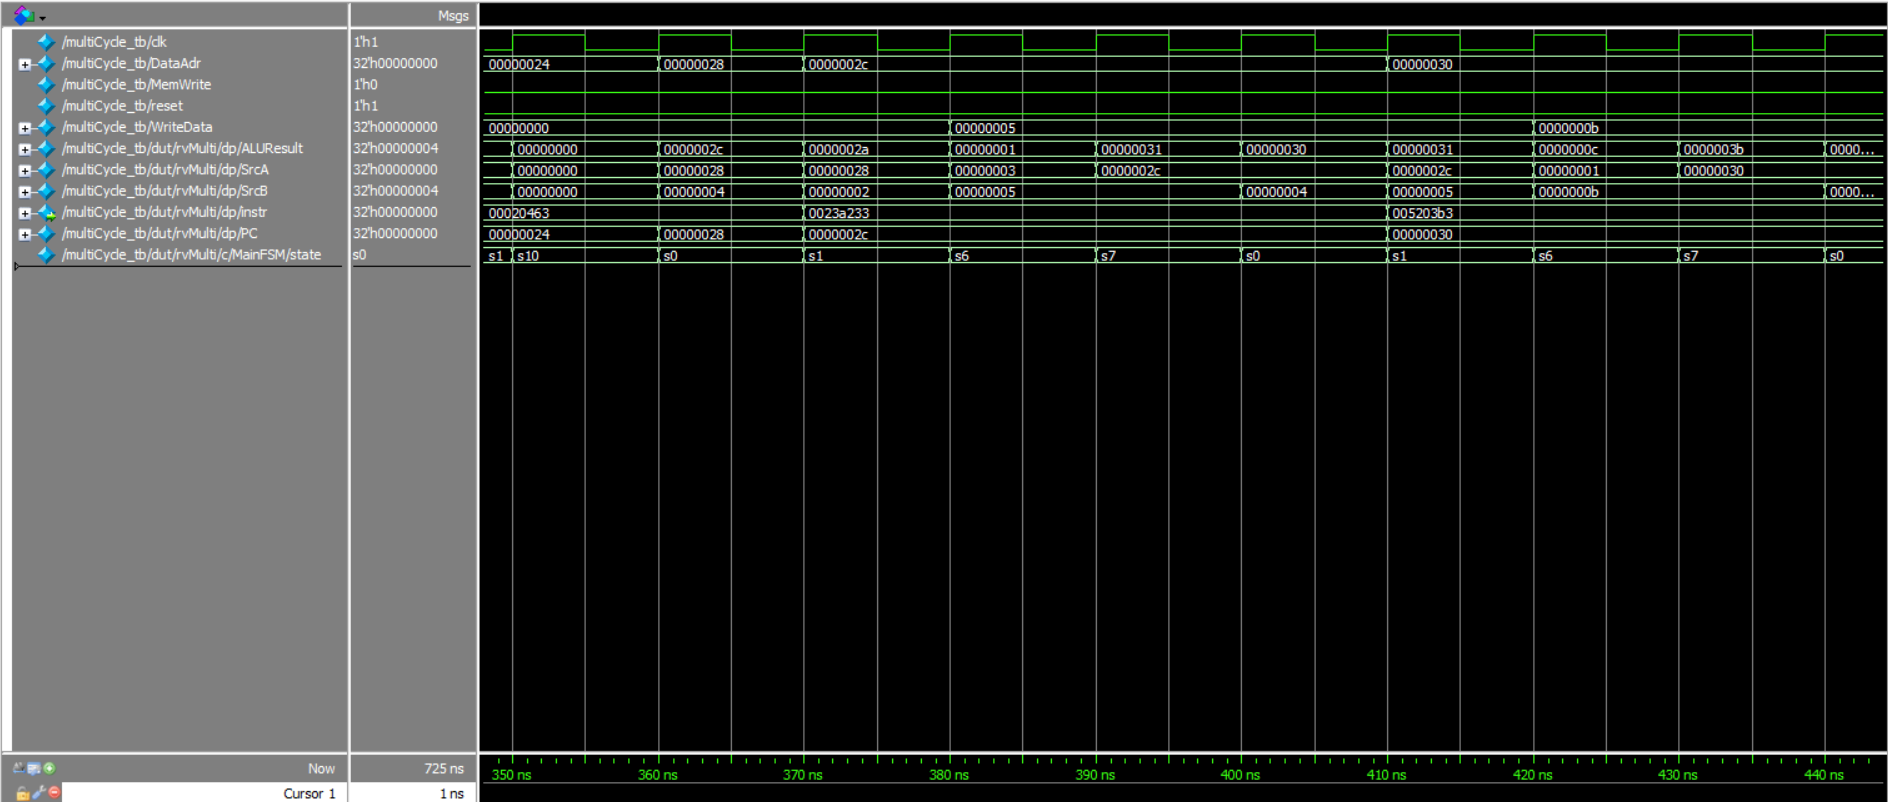 Msgs
/multiCycle_tb/clk 1'h1
/multiCycle_tb/DataAdr 32'h00000000 00000024 00000028 0000002c 00000030
/multiCycle_tb/MemWrite 1'h0
/multiCycle_tb/reset 1'h1
/multiCycle_tb/WriteData 32'h00000000 00000000 00000005 0000000b
/multiCycle_tb/dut/rvMulti/dp/ALUResult 32'h00000004 00000000 0000002c 0000002a 00000001 00000031 00000030 00000031 0000000c 0000003b 0000...
/multiCycle_tb/dut/rvMulti/dp/SrcA 32'h00000000 00000000 00000028 00000028 00000003 0000002c 0000002c 00000001 00000030
/multiCycle_tb/dut/rvMulti/dp/SrcB 32'h00000004 00000000 00000004 00000002 00000005 00000004 00000005 0000000b 0000...
/multiCycle_tb/dut/rvMulti/dp/instr 32'h00000000 00020463 0023a233 005203b3
/multiCycle_tb/dut/rvMulti/dp/PC 32'h00000000 00000024 00000028 0000002c 00000030
/multiCycle_tb/dut/rvMulti/c/MainFSM/state s0 s1 s10 s0 s1 s6 s7 s0 s1 s6 s7 s0
Now 725 ns 350 ns 360 ns 370 ns 380 ns 390 ns 400 ns 410 ns 420 ns 430 ns 440 ns
Cursor 1 1 ns